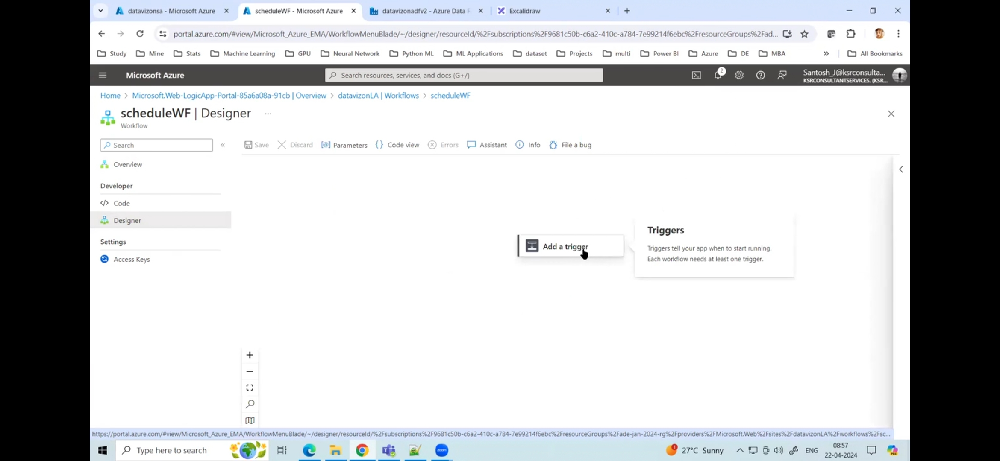 datavizonsa - Microsoft Azure
scheduleWF - Microsoft Azure
datavizonadfv2 - Azure Data F
Excalidraw
portal.azure.com/#view/Microsoft_Azure_EMA/WorkflowMenuBlade/~/designer/resourceId/%2Fsubscriptions%2F9681c50b-c6a2-410c-a784-7e99214f6ebc%2FresourceGroups%2Fad...
Study Mine Stats Machine Learning GPU Neural Network Python ML ML Applications dataset Projects multi Power BI Azure DE MBA » All Bookmarks
Microsoft Azure
Search resources, services, and docs (G+/)
2
Santosh_J@ksrconsulta...
KSRCONSULTANTSERVICES. (KSR...
Home > Microsoft.Web-LogicApp-Portal-85a6a08a-91cb | Overview > datavizonLA | Workflows > scheduleWF
scheduleWF | Designer ...
Workflow
Search «
Save Discard Parameters Code view Errors Assistant Info File a bug
Overview
Developer
Code
Designer
Settings
Access Keys
Add a trigger
Triggers
Triggers tell your app when to start running.
Each workflow needs at least one trigger.
https://portal.azure.com/#view/Microsoft_Azure_EMA/WorkflowMenuBlade/~/designer/resourceId/%2Fsubscriptions%2F9681c50b-c6a2-410c-a784-7e99214f6ebc%2FresourceGroups%2Fade-jan-2024-rg%2Fproviders%2FMicrosoft.Web%2Fsites%2FdatavizonLA%2Fworkflows%2Fsc...
Type here to search
zoom
1
27°C Sunny
ENG
08:57
22-04-2024
PRE